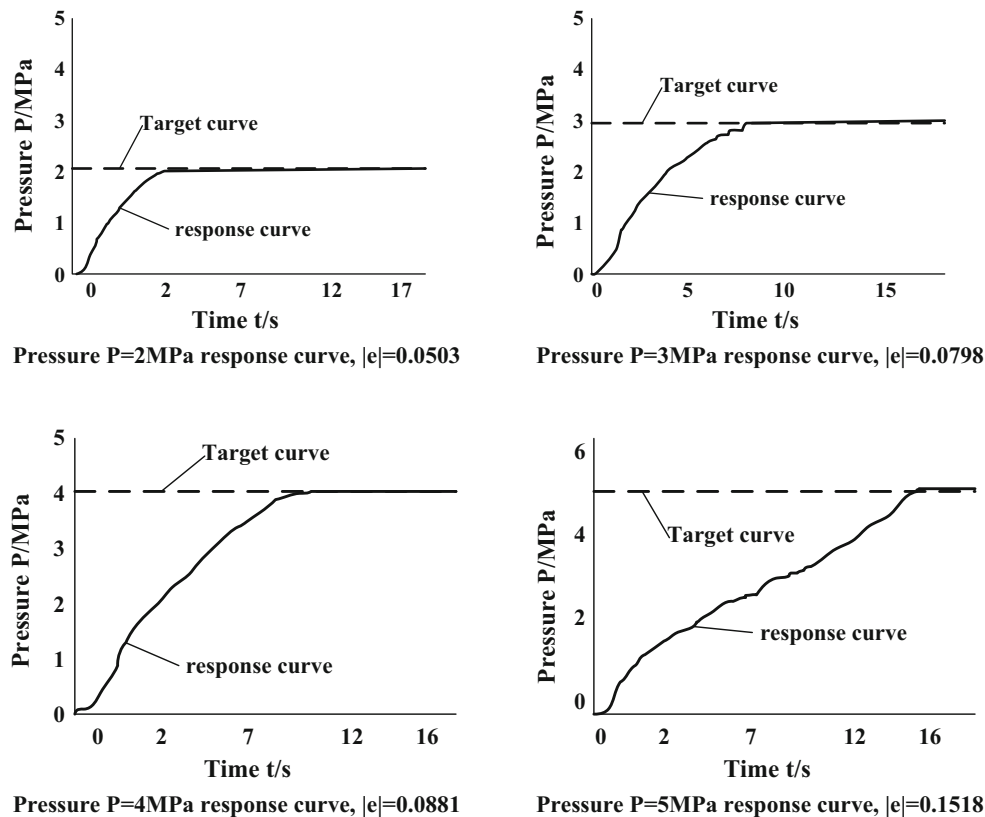 5
4
3
2
1
0
Pressure P/MPa
Target curve
response curve
0 2 7 12 17
Time t/s
Pressure P=2MPa response curve, |e|=0.0503
5
4
3
2
1
0
Pressure P/MPa
Target curve
response curve
0 5 10 15
Time t/s
Pressure P=3MPa response curve, |e|=0.0798
5
4
3
2
1
0
Pressure P/MPa
Target curve
response curve
0 2 7 12 16
Time t/s
Pressure P=4MPa response curve, |e|=0.0881
6
4
2
0
Pressure P/MPa
Target curve
response curve
0 2 7 12 16
Time t/s
Pressure P=5MPa response curve, |e|=0.1518